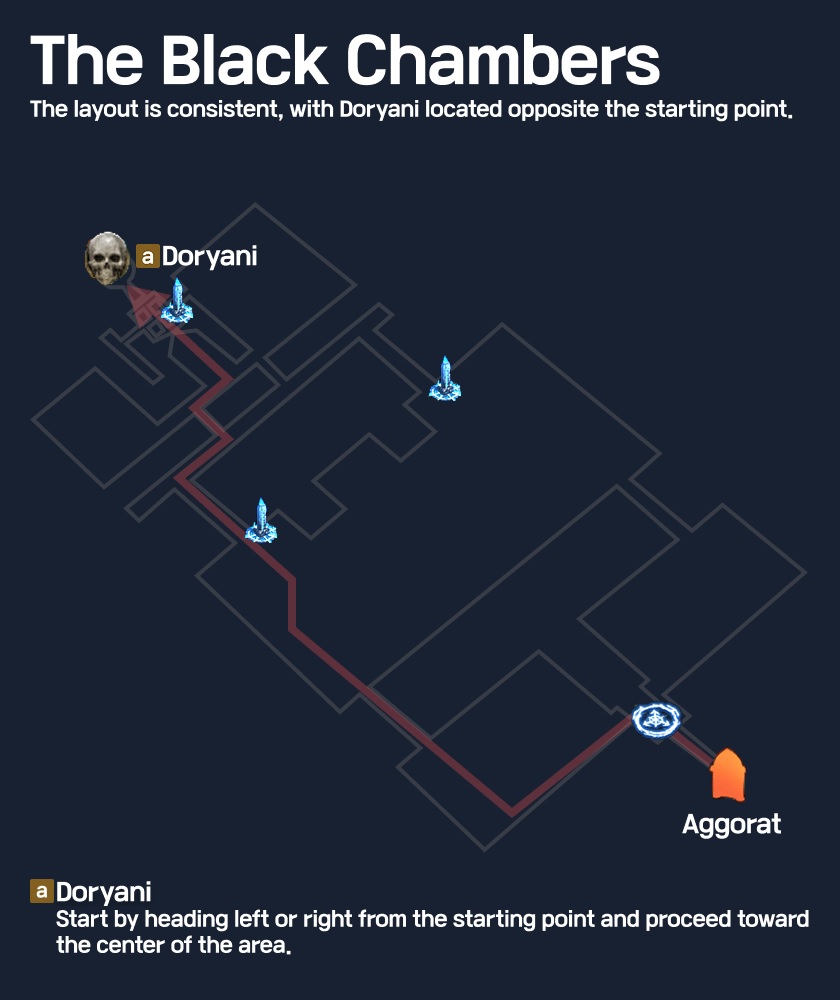 The Black Chambers
The layout is consistent, with Doryani located opposite the starting point.
a Doryani
Aggorat
a Doryani
Start by heading left or right from the starting point and proceed toward
the center of the area.